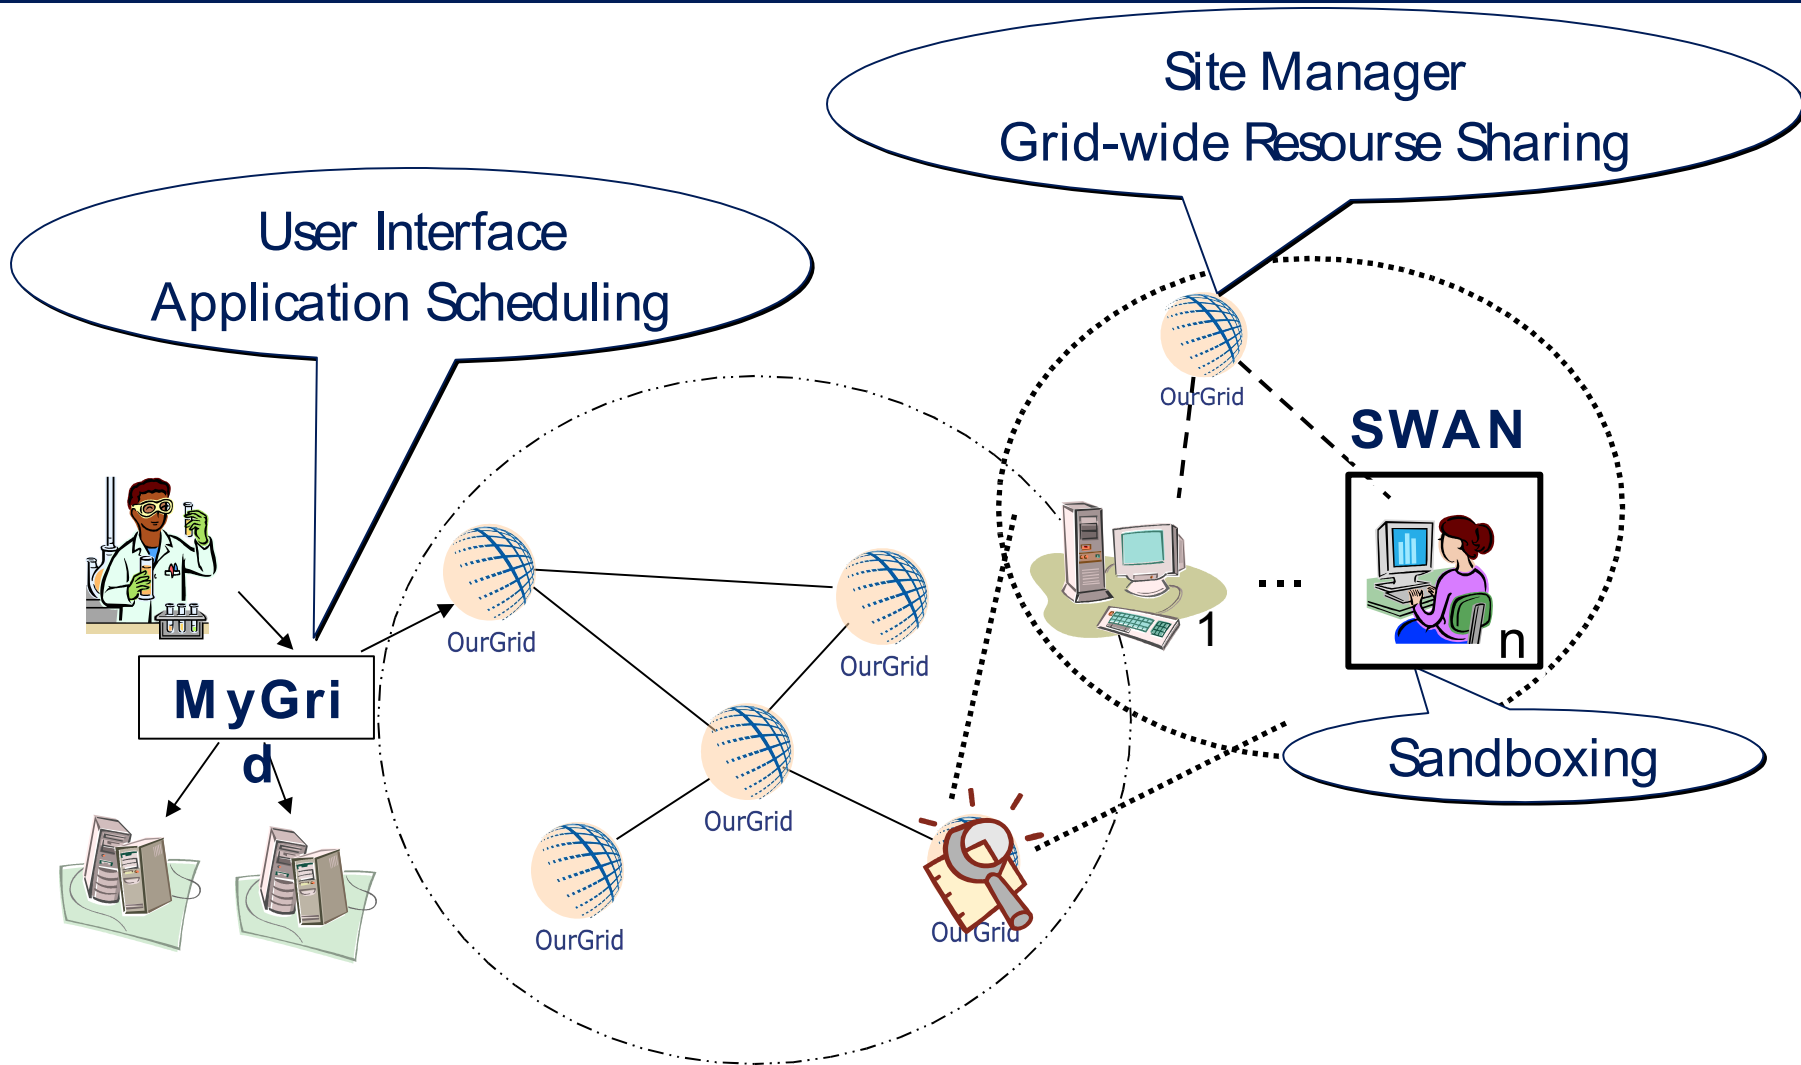 Site Manager
Grid-wide Resourse Sharing
User Interface
Application Scheduling
OurGrid
SWAN
1
...
n
OurGrid
OurGrid
MyGri
d
Sandboxing
OurGrid
OurGrid
OurGrid